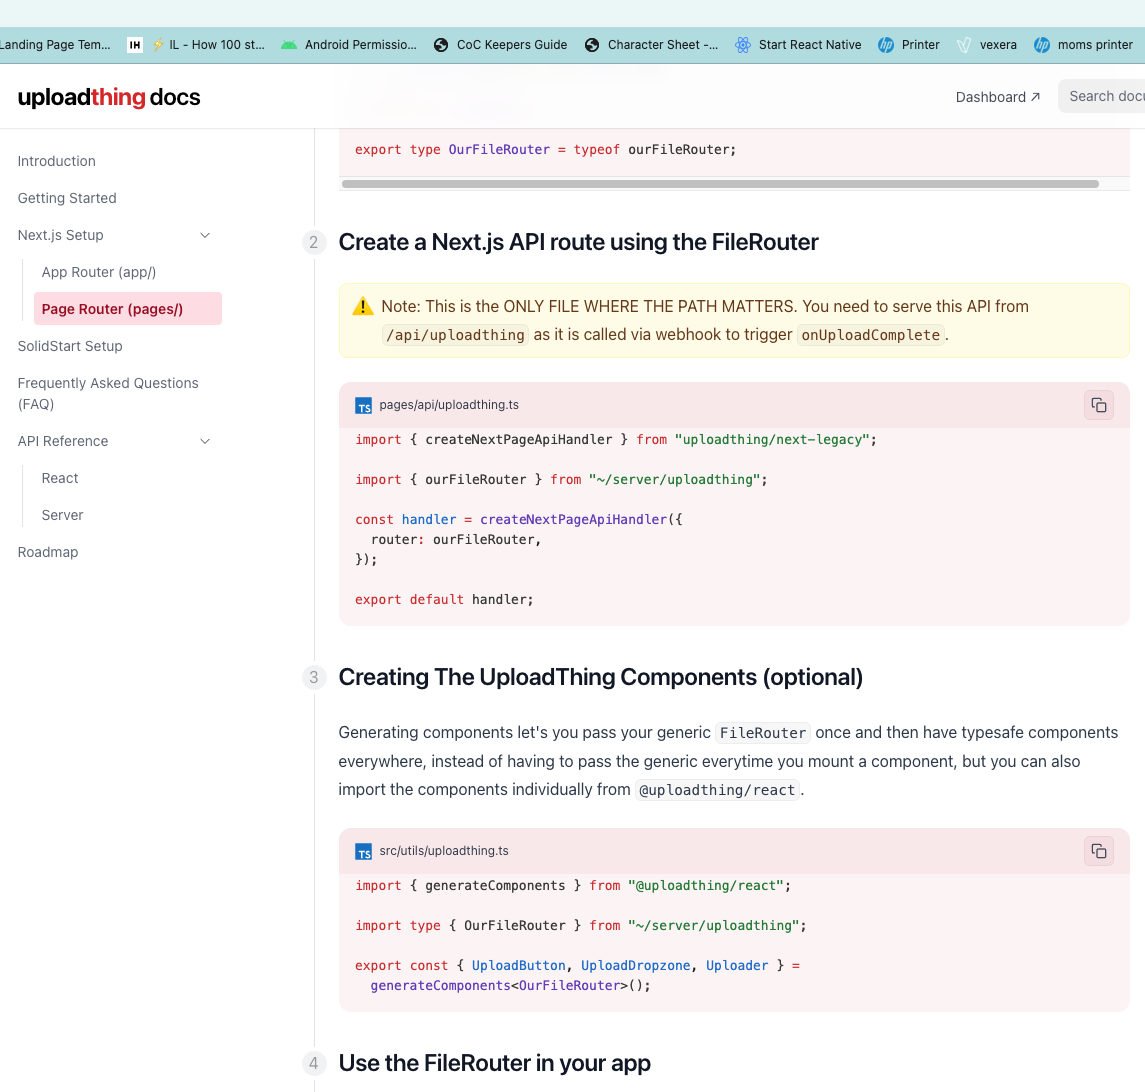 Landing Page Tem...
IH
IL - How 100 st...
Android Permissio...
CoC Keepers Guide
Character Sheet -...
Start React Native
hp Printer
vexera
hp moms printer
uploadthing docs
Dashboard ↗
Search docu
Introduction
Getting Started
Next.js Setup
App Router (app/)
Page Router (pages/)
SolidStart Setup
Frequently Asked Questions
(FAQ)
API Reference
React
Server
Roadmap
export type OurFileRouter = typeof ourFileRouter;
2 Create a Next.js API route using the FileRouter
Note: This is the ONLY FILE WHERE THE PATH MATTERS. You need to serve this API from
/api/uploadthing as it is called via webhook to trigger onUploadComplete.
TS pages/api/uploadthing.ts
import { createNextPageApiHandler } from "uploadthing/next-legacy";
import { ourFileRouter } from "~/server/uploadthing";
const handler = createNextPageApiHandler({
  router: ourFileRouter,
});
export default handler;
3 Creating The UploadThing Components (optional)
Generating components let's you pass your generic FileRouter once and then have typesafe components
everywhere, instead of having to pass the generic everytime you mount a component, but you can also
import the components individually from @uploadthing/react.
TS src/utils/uploadthing.ts
import { generateComponents } from "@uploadthing/react";
import type { OurFileRouter } from "~/server/uploadthing";
export const { UploadButton, UploadDropzone, Uploader } =
  generateComponents<OurFileRouter>();
4 Use the FileRouter in your app